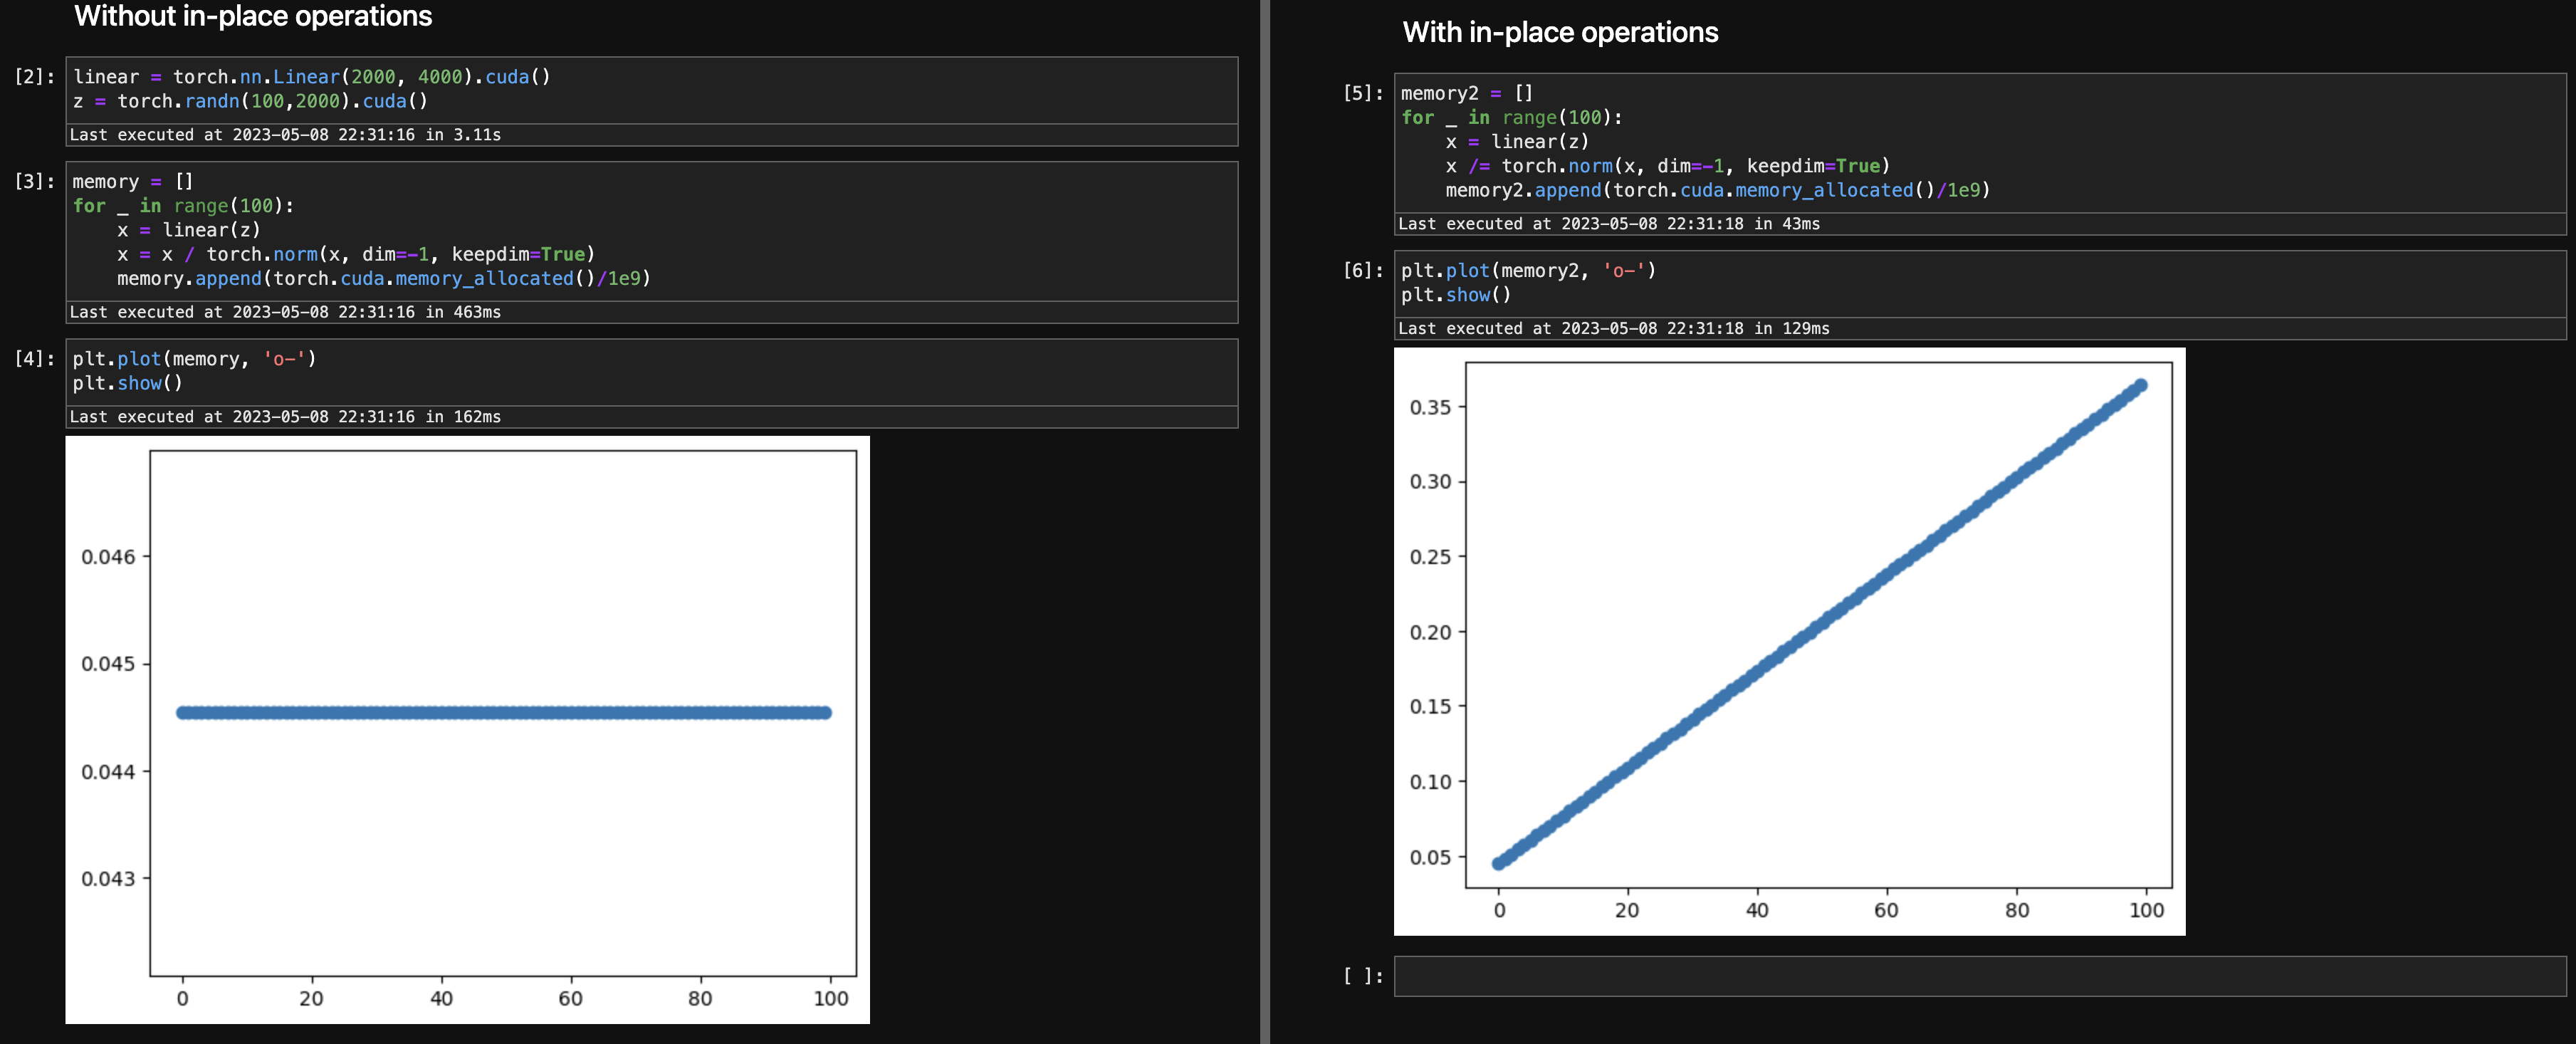 Without in-place operations
[2]:
linear = torch.nn.Linear(2000, 4000).cuda()
z = torch.randn(100,2000).cuda()
Last executed at 2023-05-08 22:31:16 in 3.11s
[3]:
memory = []
for _ in range(100):
    x = linear(z)
    x = x / torch.norm(x, dim=-1, keepdim=True)
    memory.append(torch.cuda.memory_allocated()/1e9)
Last executed at 2023-05-08 22:31:16 in 463ms
[4]:
plt.plot(memory, 'o-')
plt.show()
Last executed at 2023-05-08 22:31:16 in 162ms
0.046
0.045
0.044
0.043
0 20 40 60 80 100
With in-place operations
[5]:
memory2 = []
for _ in range(100):
    x = linear(z)
    x /= torch.norm(x, dim=-1, keepdim=True)
    memory2.append(torch.cuda.memory_allocated()/1e9)
Last executed at 2023-05-08 22:31:18 in 43ms
[6]:
plt.plot(memory2, 'o-')
plt.show()
Last executed at 2023-05-08 22:31:18 in 129ms
0.35
0.30
0.25
0.20
0.15
0.10
0.05
0 20 40 60 80 100
[ ]: